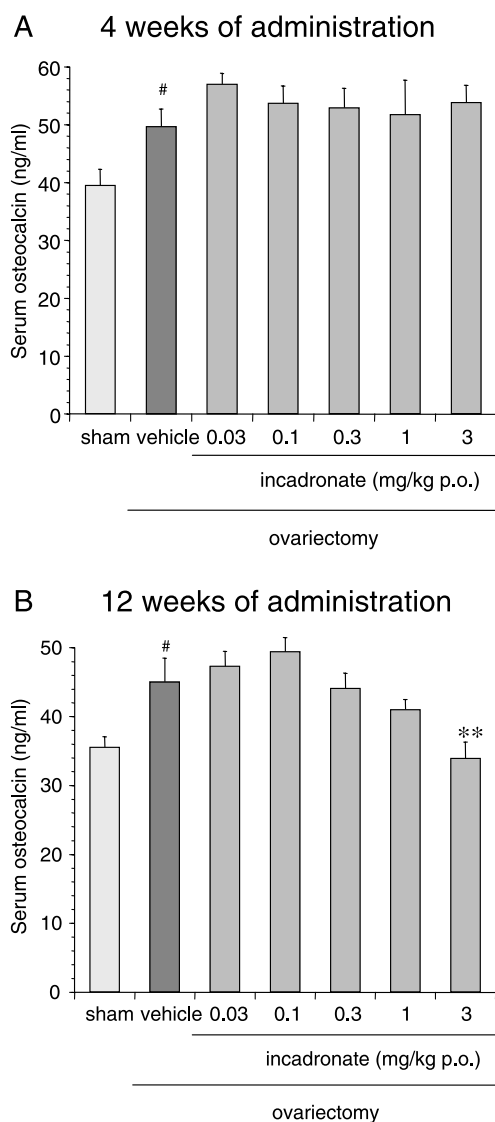 A 4 weeks of administration
Serum osteocalcin (ng/ml)
60
50
40
30
20
10
0
#
sham vehicle 0.03 0.1 0.3 1 3
incadronate (mg/kg p.o.)
ovariectomy
B 12 weeks of administration
Serum osteocalcin (ng/ml)
50
40
30
20
10
0
#
**
sham vehicle 0.03 0.1 0.3 1 3
incadronate (mg/kg p.o.)
ovariectomy